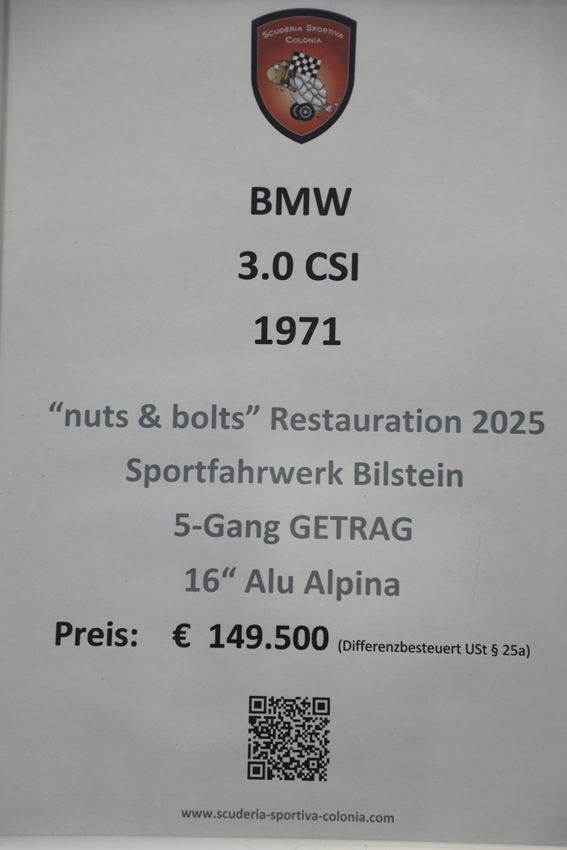 SCUDERIA SPORTIVA
COLONIA
BMW
3.0 CSI
1971
“nuts & bolts” Restauration 2025
Sportfahrwerk Bilstein
5-Gang GETRAG
16“ Alu Alpina
Preis: € 149.500 (Differenzbesteuert USt § 25a)
www.scuderia-sportiva-colonia.com